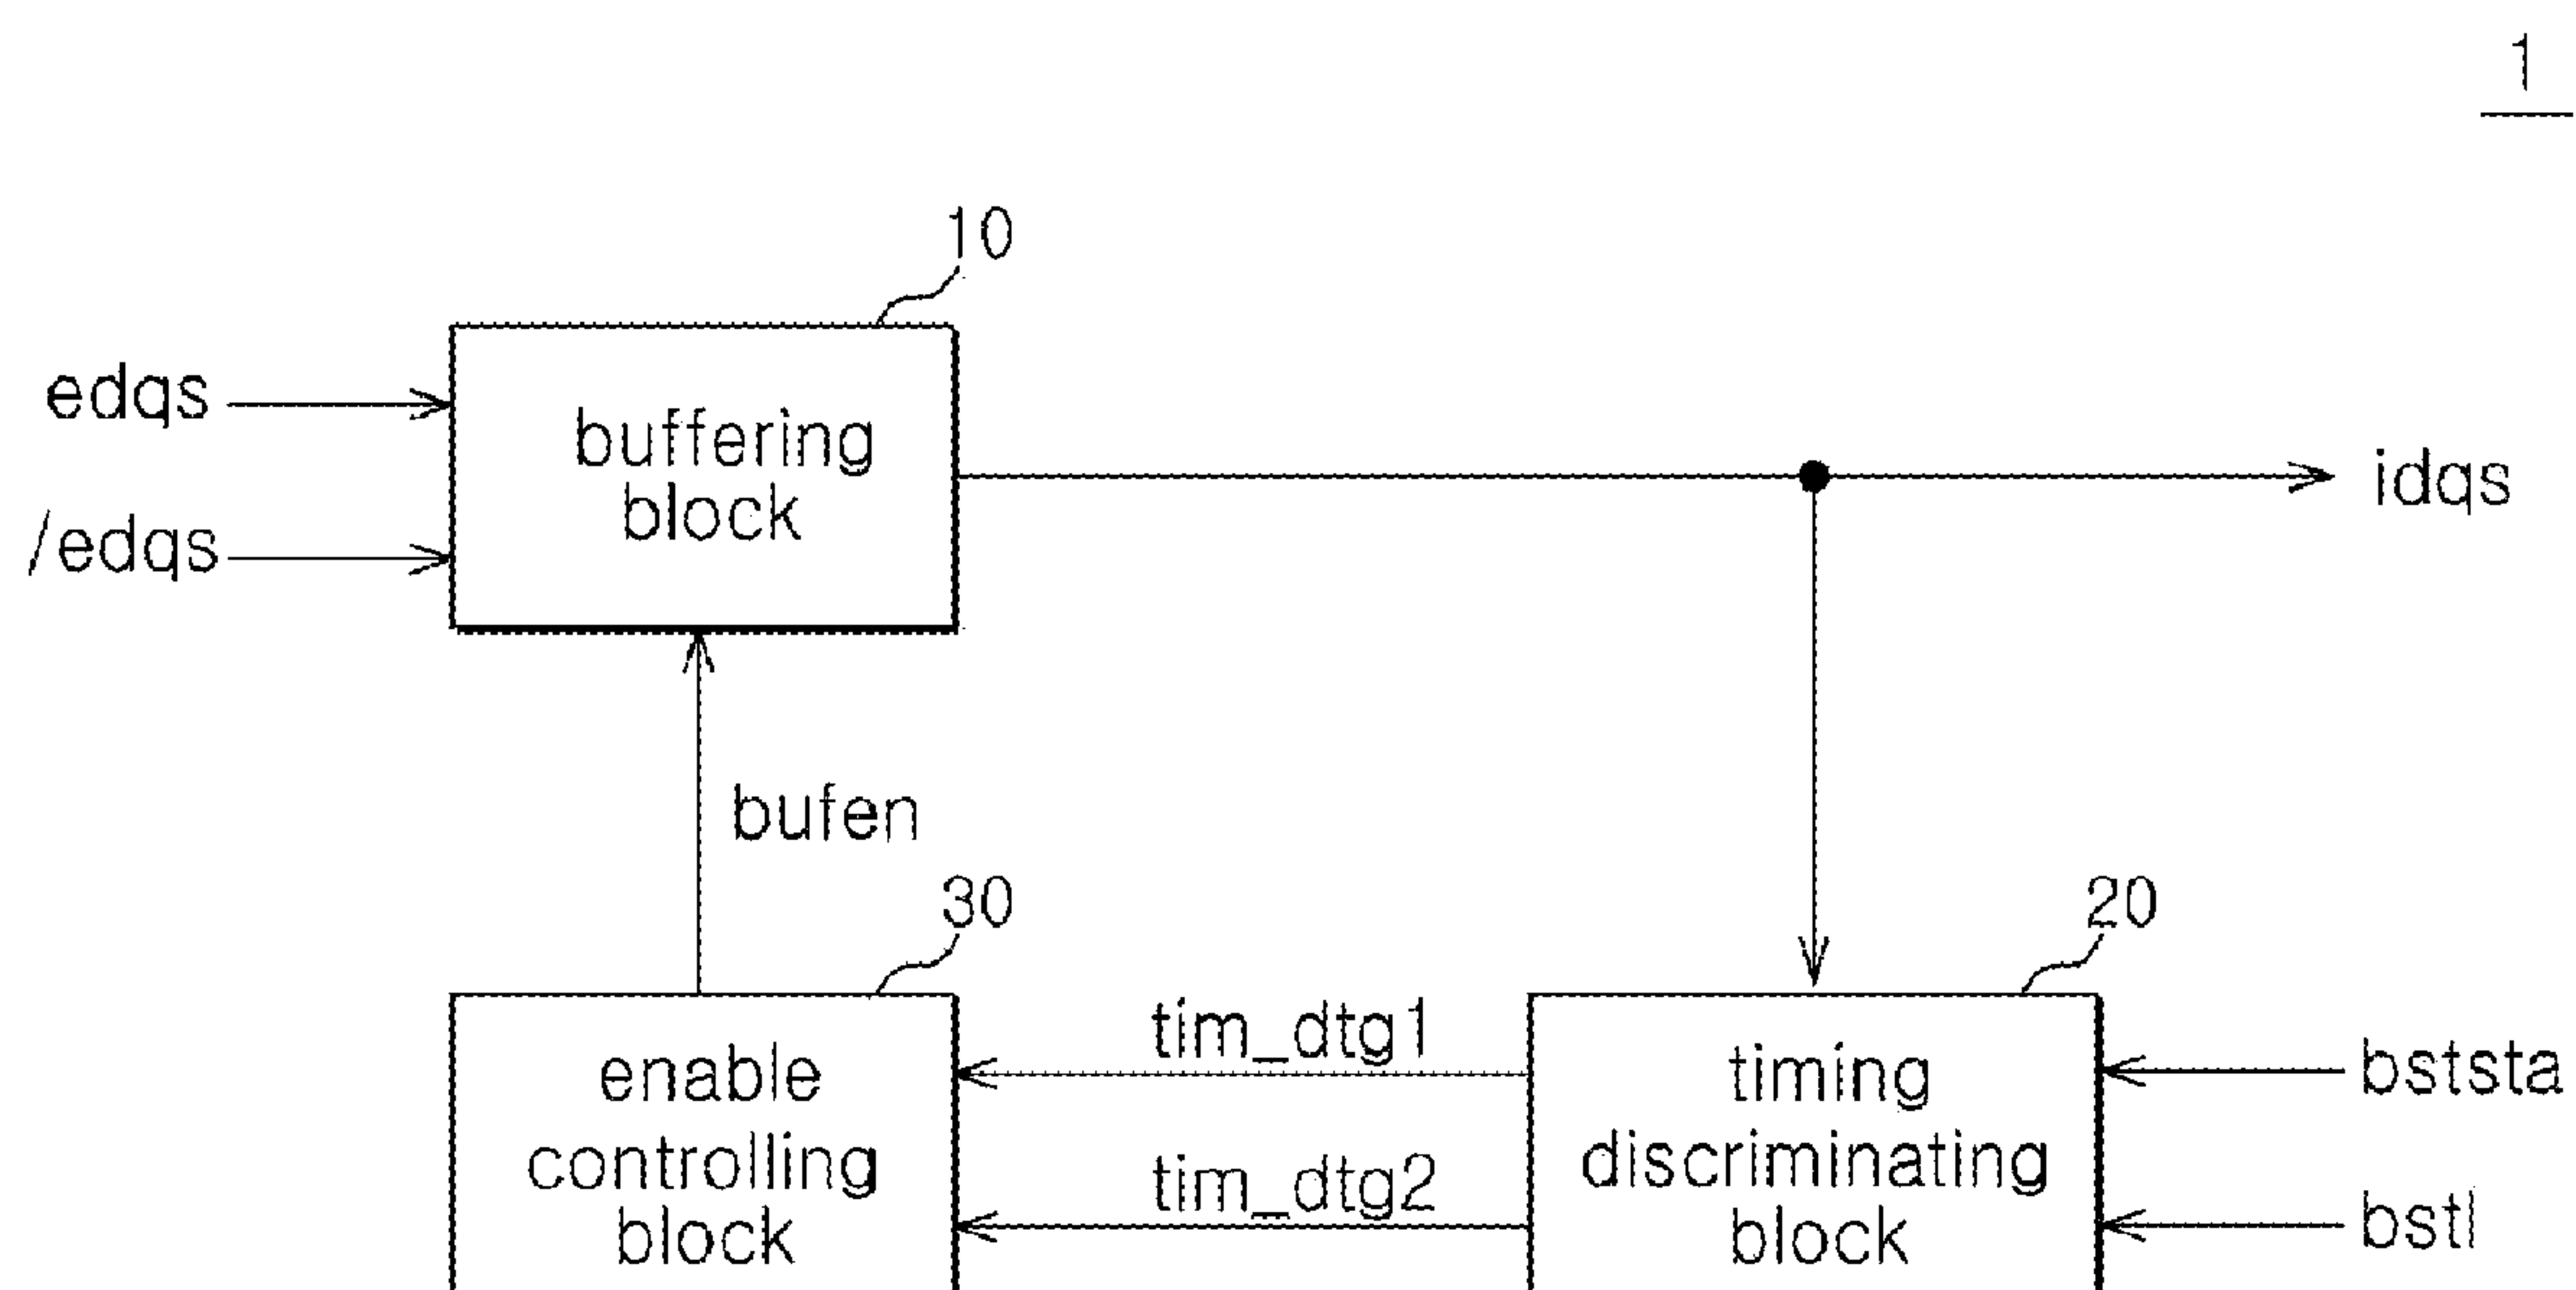 1
10
edqs
/edqs
buffering
block
idqs
bufen
30
20
enable
controlling
block
tim_dtg1
tim_dtg2
timing
discriminating
block
bststa
bstl